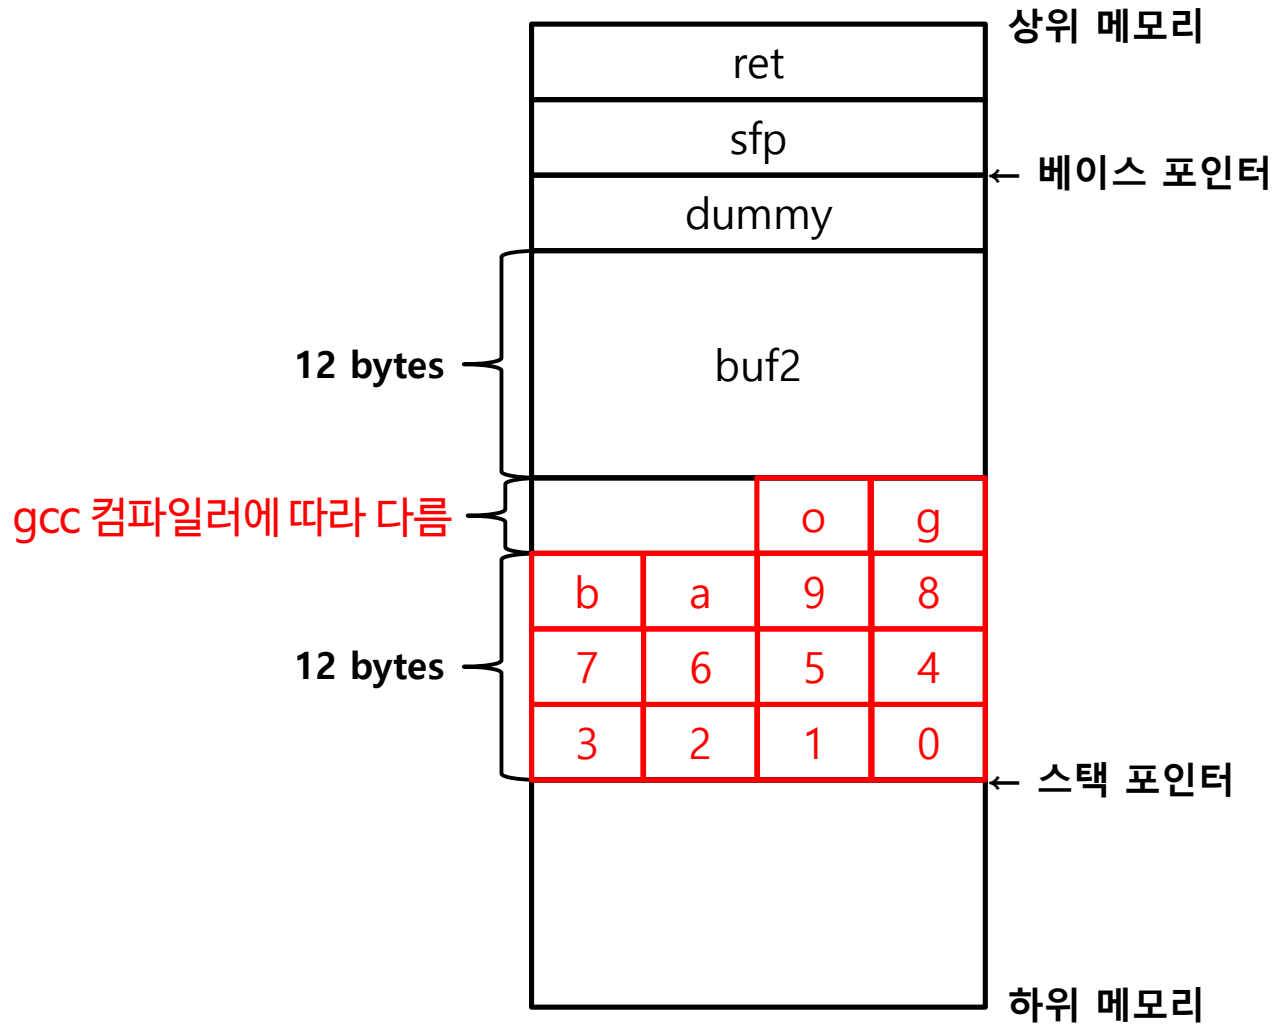 상위 메모리
ret
sfp
← 베이스 포인터
dummy
12 bytes
buf2
gcc 컴파일러에 따라 다름
o g
b a 9 8
12 bytes
7 6 5 4
3 2 1 0
← 스택 포인터
하위 메모리